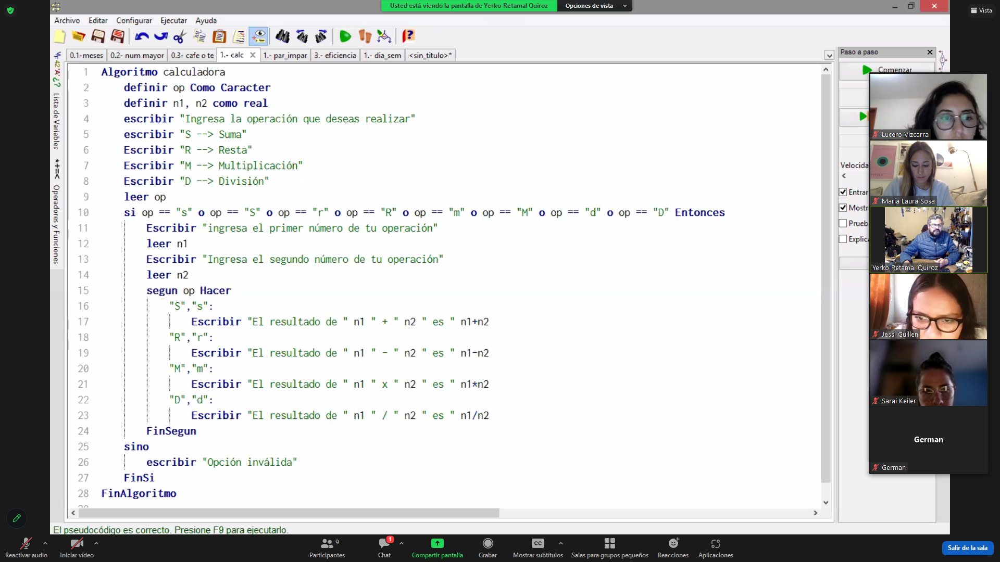 Usted está viendo la pantalla de Yerko Retamal Quiroz
Opciones de vista
Vista
Archivo Editar Configurar Ejecutar Ayuda
0.1-meses
0.2- num mayor
0.3- cafe o te
1.- calc
1.- par_impar
3.- eficiencia
1.- dia_sem
<sin_titulo>*
Lista de Variables
*+=< Operadores y Funciones
1 Algoritmo calculadora
2 definir op Como Caracter
3 definir n1, n2 como real
4 escribir "Ingresa la operación que deseas realizar"
5 escribir "S --> Suma"
6 Escribir "R --> Resta"
7 Escribir "M --> Multiplicación"
8 Escribir "D --> División"
9 leer op
10 si op == "s" o op == "S" o op == "r" o op == "R" o op == "m" o op == "M" o op == "d" o op == "D" Entonces
11 Escribir "ingresa el primer número de tu operación"
12 leer n1
13 Escribir "Ingresa el segundo número de tu operación"
14 leer n2
15 segun op Hacer
16 "S","s":
17 Escribir "El resultado de " n1 " + " n2 " es " n1+n2
18 "R","r":
19 Escribir "El resultado de " n1 " - " n2 " es " n1-n2
20 "M","m":
21 Escribir "El resultado de " n1 " x " n2 " es " n1*n2
22 "D","d":
23 Escribir "El resultado de " n1 " / " n2 " es " n1/n2
24 FinSegun
25 sino
26 escribir "Opción inválida"
27 FinSi
28 FinAlgoritmo
El pseudocódigo es correcto. Presione F9 para ejecutarlo.
Paso a paso
Comenzar
Velocida
Entrar
Mostr
Prueb
Explica
Lucero Vizcarra
María Laura Sosa
Yerko Retamal Quiroz
Jessi Guillen
Sarai Keiler
German
German
Reactivar audio
Iniciar vídeo
9
Participantes
1
Chat
Compartir pantalla
Grabar
CC
Mostrar subtítulos
Salas para grupos pequeños
Reacciones
Aplicaciones
Salir de la sala